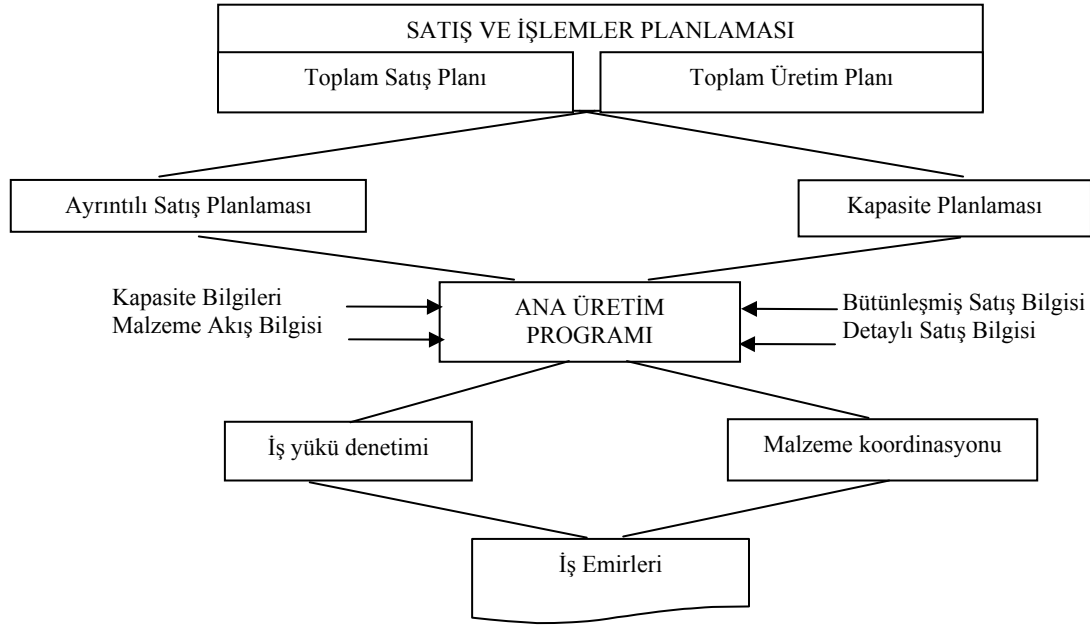 SATIŞ VE İŞLEMLER PLANLAMASI
Toplam Satış Planı
Toplam Üretim Planı
Ayrıntılı Satış Planlaması
Kapasite Planlaması
Kapasite Bilgileri
Malzeme Akış Bilgisi
ANA ÜRETİM
PROGRAMI
Bütünleşmiş Satış Bilgisi
Detaylı Satış Bilgisi
İş yükü denetimi
Malzeme koordinasyonu
İş Emirleri